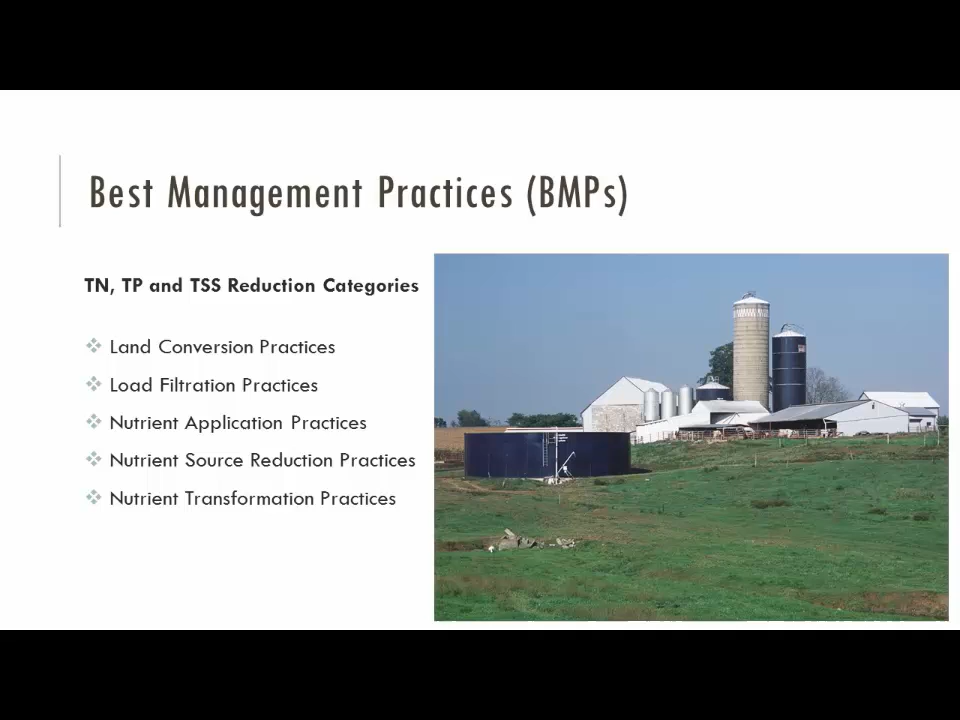 Best Management Practices (BMPs)
TN, TP and TSS Reduction Categories
Land Conversion Practices
Load Filtration Practices
Nutrient Application Practices
Nutrient Source Reduction Practices
Nutrient Transformation Practices